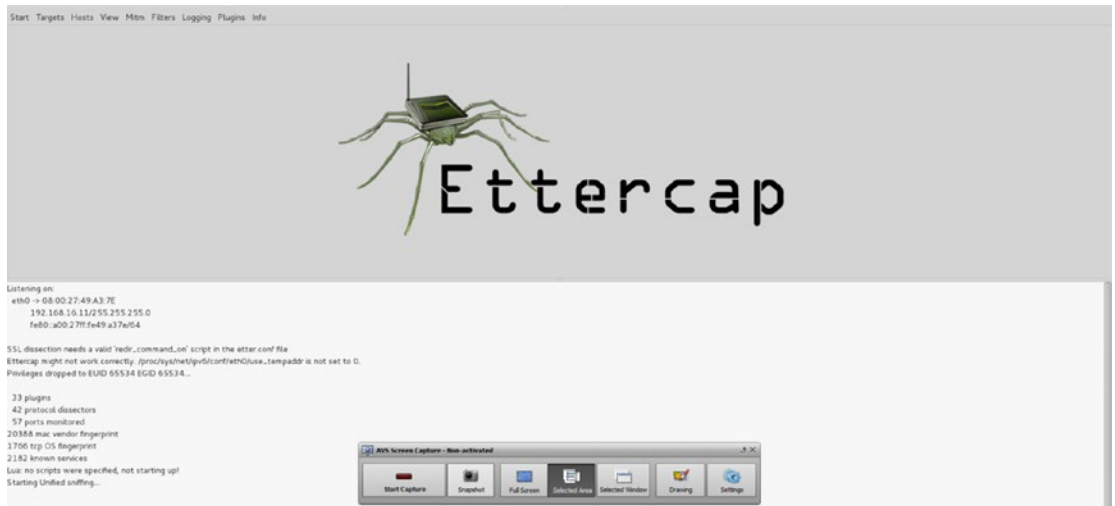 Start Targets Hosts View Mitm Filters Logging Plugins Info
Ettercap
Listening on:
eth0 -> 08:00:27:49:A3:7E
192.168.16.11/255.255.255.0
fe80::a00:27ff:fe49:a37e/64
SSL dissection needs a valid 'redir_command_on' script in the etter.conf file
Ettercap might not work correctly. /proc/sys/net/ipv6/conf/eth0/use_tempaddr is not set to 0.
Privileges dropped to EUID 65534 EGID 65534...
33 plugins
42 protocol dissectors
57 ports monitored
20388 mac vendor fingerprint
1766 tcp OS fingerprint
2182 known services
Lua: no scripts were specified, not starting up!
Starting Unified sniffing...
AVS Screen Capture - Non-activated
Start Capture Snapshot Full Screen Selected Area Selected Window Drawing Settings